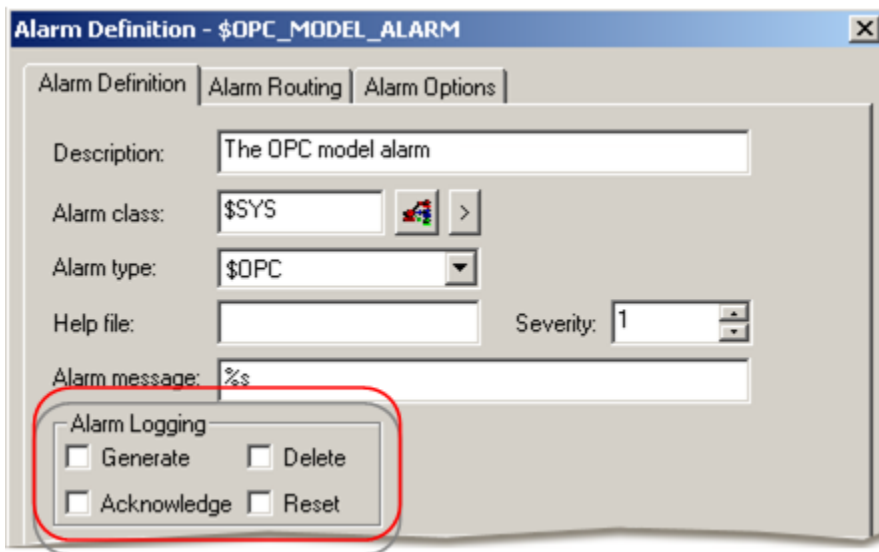 Alarm Definition - $OPC_MODEL_ALARM
Alarm Definition Alarm Routing Alarm Options
Description: The OPC model alarm
Alarm class: $SYS >
Alarm type: $OPC
Help file: Severity: 1
Alarm message: %s
Alarm Logging
Generate Delete
Acknowledge Reset